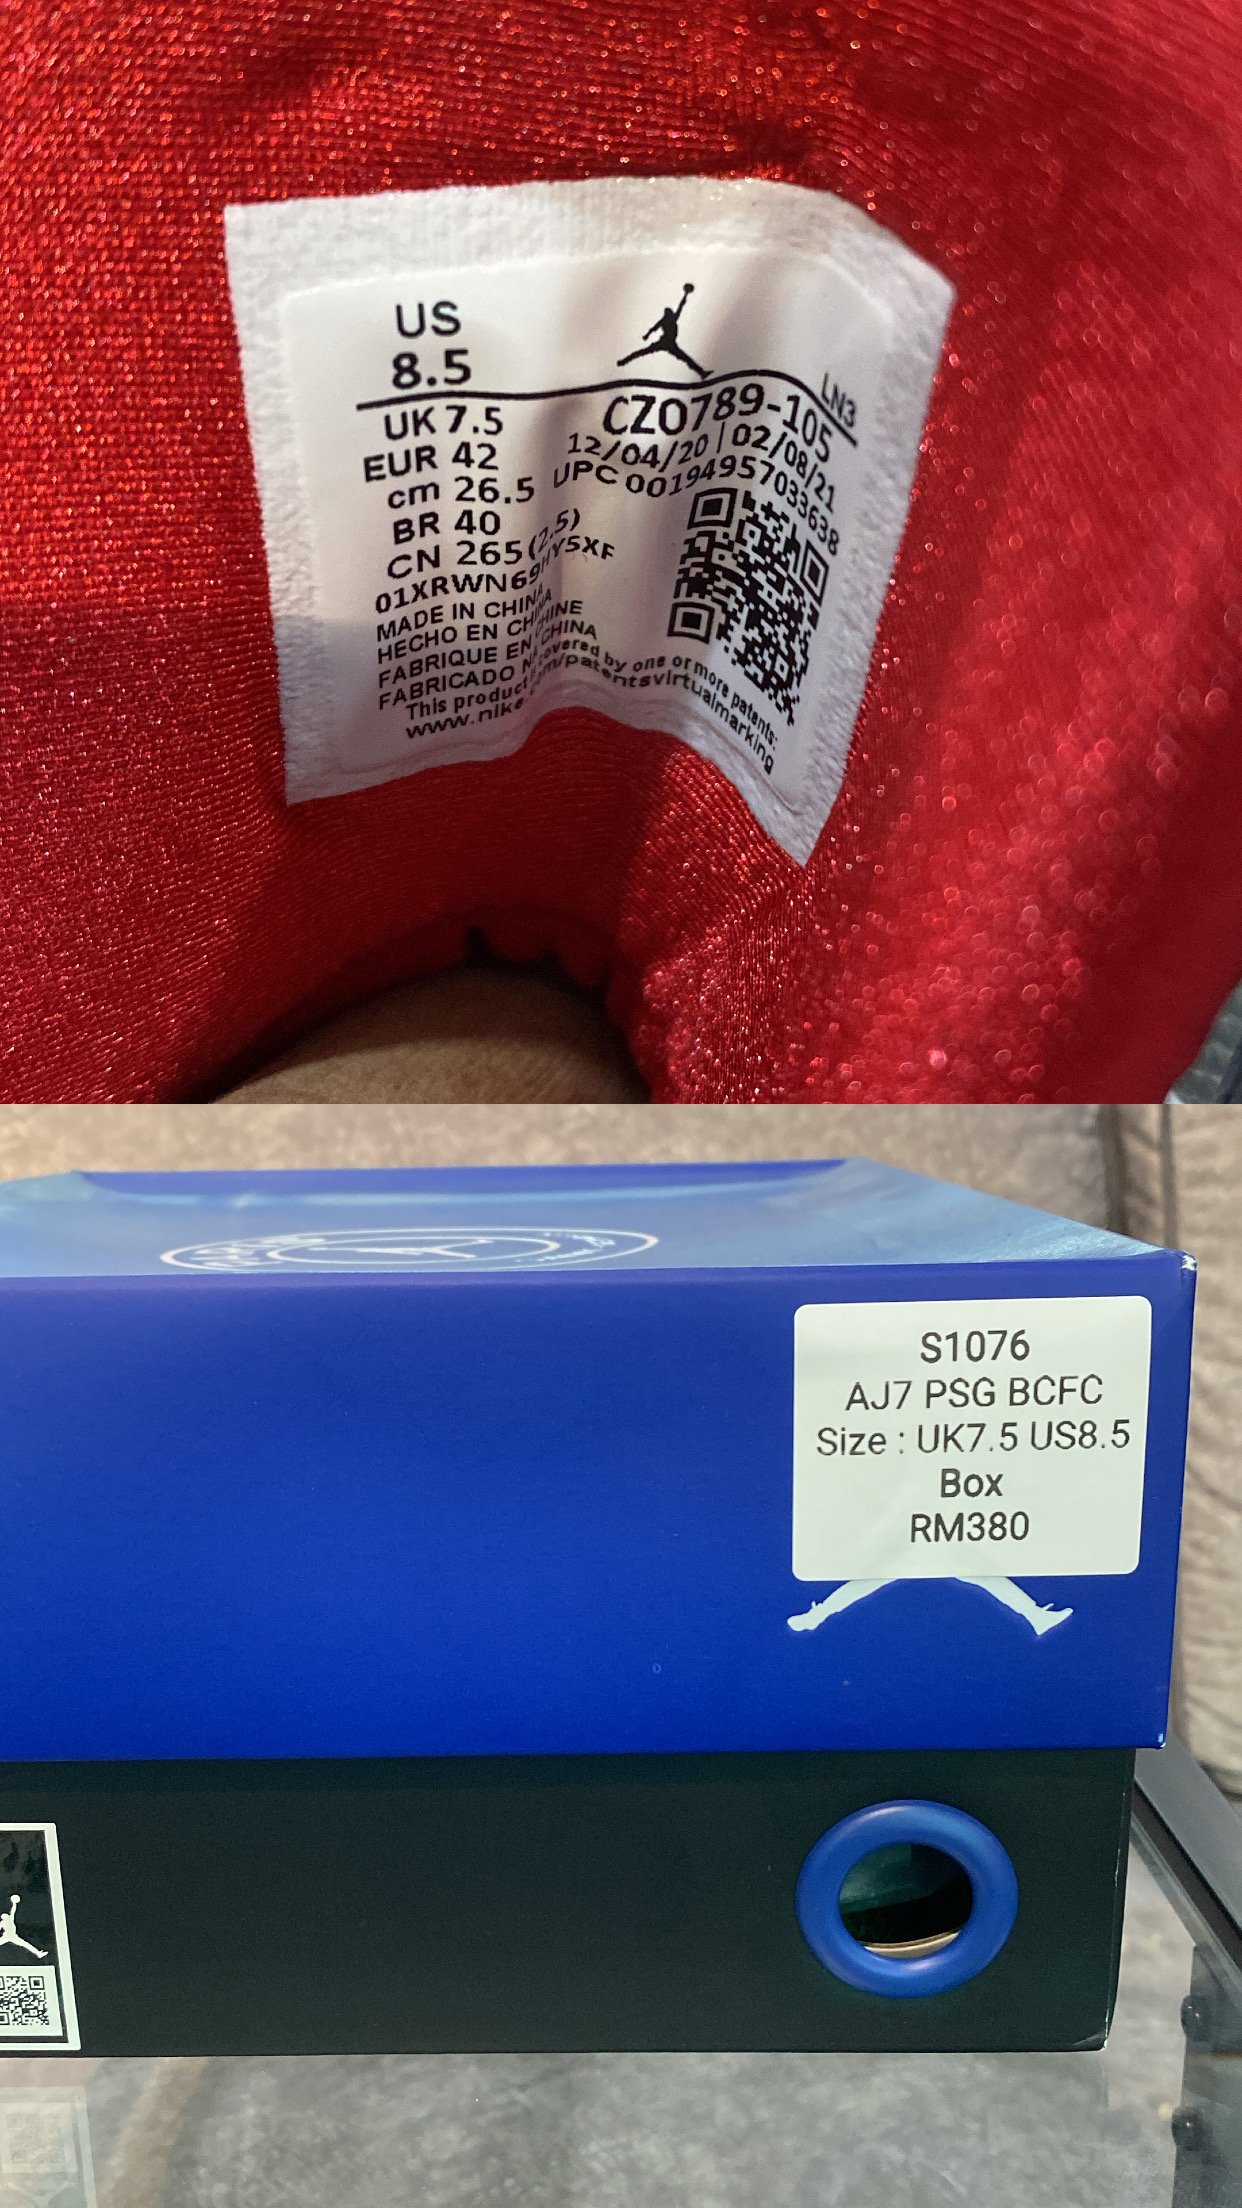 US
8.5
LN3
UK 7.5
CZ0789-105
EUR 42
12/04/20 | 02/08/21
cm 26.5
UPC 00194957033638
BR 40
CN 265 (2.5)
01XRWN69HY5XF
MADE IN CHINA
HECHO EN CHINA
FABRIQUE EN CHINE
FABRICADO NA CHINA
This product covered by one or more patents:
www.nike.com/patentsvirtualmarking
S1076
AJ7 PSG BCFC
Size : UK7.5 US8.5
Box
RM380